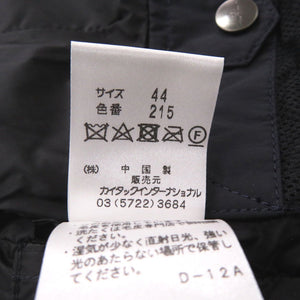 サイズ 44
色番 215
F
(株) 中国製
販売元
カイタックインターナショナル
03(5722)3684
ください。
・湿気が少なく直射日光、強い光
のあたらない場所で保管し
てください。
D-12A